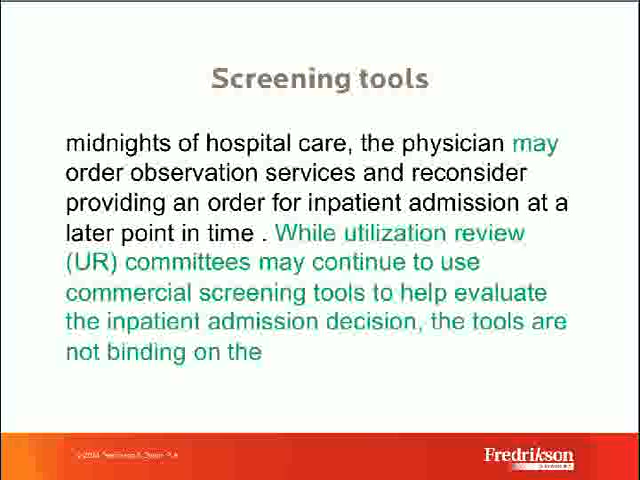 Screening tools
midnights of hospital care, the physician may
order observation services and reconsider
providing an order for inpatient admission at a
later point in time . While utilization review
(UR) committees may continue to use
commercial screening tools to help evaluate
the inpatient admission decision, the tools are
not binding on the
Fredrikson